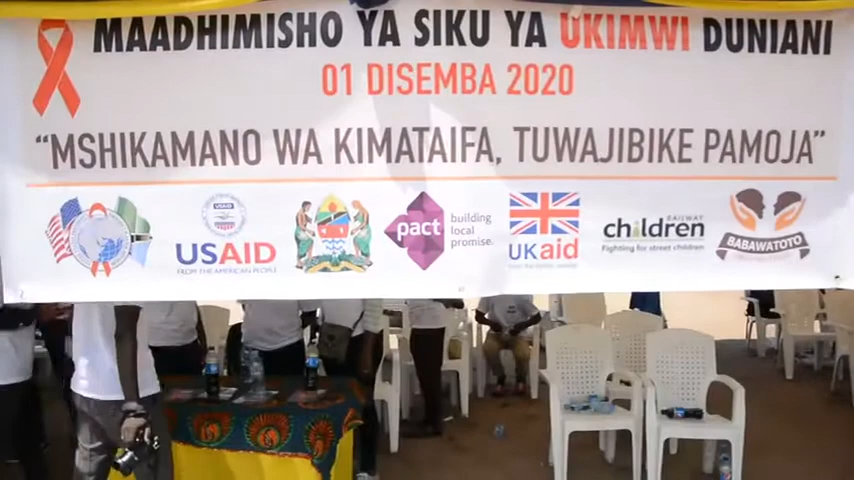 MAADHIMISHO YA SIKU YA UKIMWI DUNIANI
01 DISEMBA 2020
“MSHIKAMANO WA KIMATAIFA, TUWAJIBIKE PAMOJA”
USAID
USAID
FROM THE AMERICAN PEOPLE
pact
building
local
promise.
UKaid
RAILWAY
children
Fighting for street children
BABAWATOTO